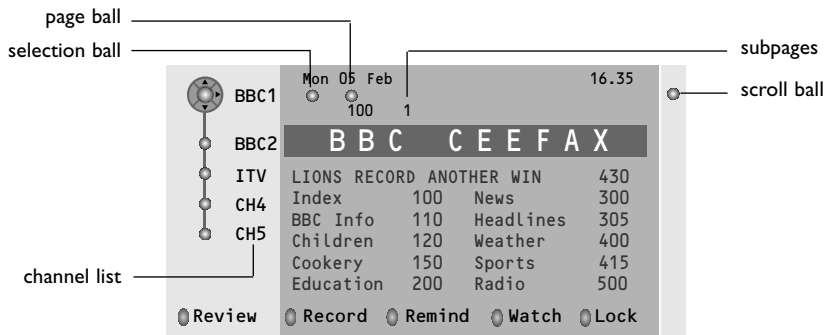 page ball
selection ball
subpages
scroll ball
channel list
Mon 05 Feb 16.35
BBC1
100 1
BBC2
BBC CEEFAX
ITV
CH4
CH5
LIONS RECORD ANOTHER WIN 430
Index 100 News 300
BBC Info 110 Headlines 305
Children 120 Weather 400
Cookery 150 Sports 415
Education 200 Radio 500
Review Record Remind Watch Lock